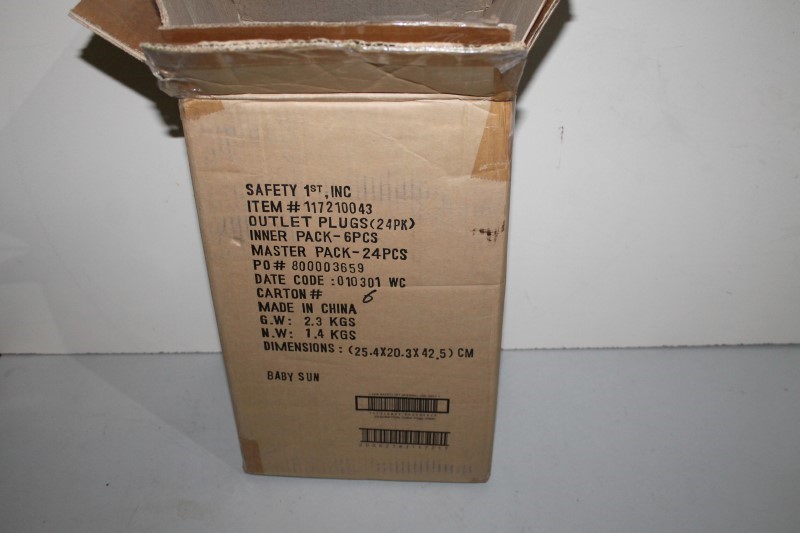 SAFETY 1ST, INC
ITEM # 117210043
OUTLET PLUGS (24PK)
INNER PACK-6PCS
MASTER PACK-24PCS
PO# 800003659
DATE CODE :010301 WC
CARTON # 6
MADE IN CHINA
G.W: 2.3 KGS
N.W: 1.4 KGS
DIMENSIONS : (25.4X20.3X42.5) CM
BABY SUN